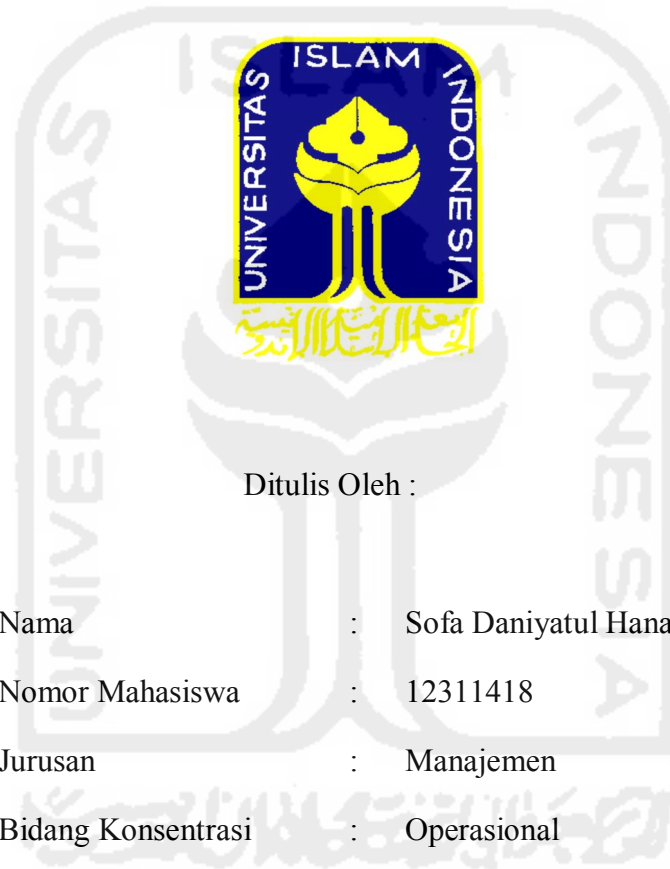 UNIVERSITAS ISLAM INDONESIA
Ditulis Oleh :
Nama : Sofa Daniyatul Hana
Nomor Mahasiswa : 12311418
Jurusan : Manajemen
Bidang Konsentrasi : Operasional